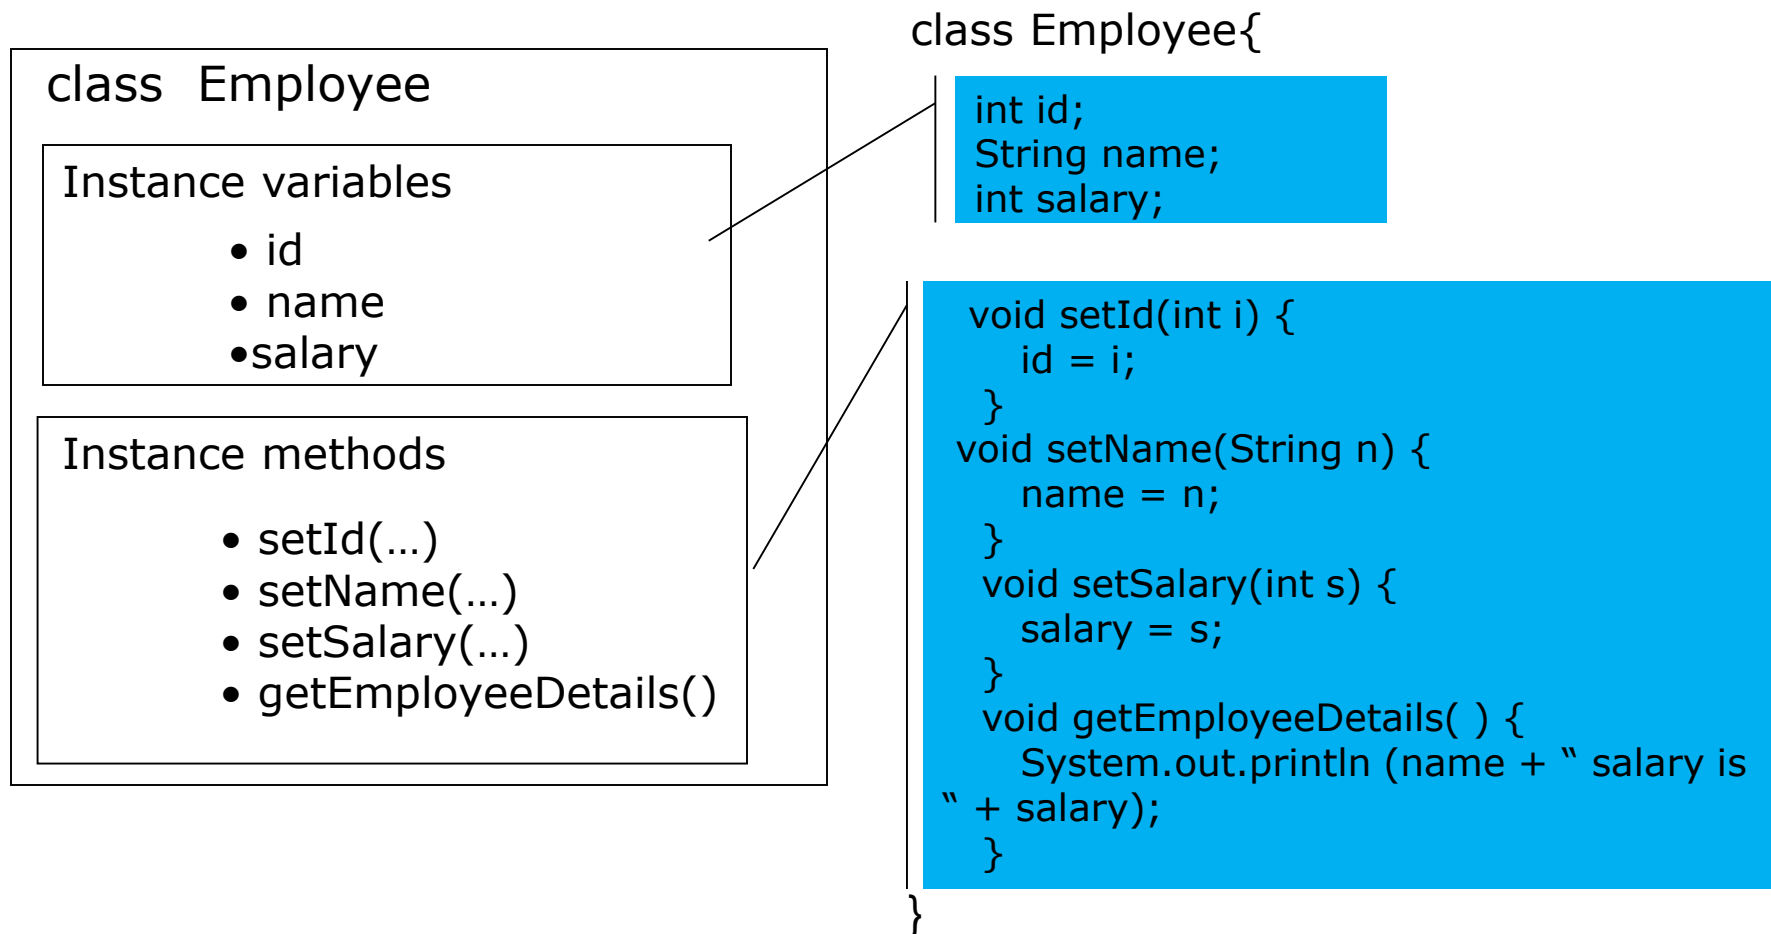 class Employee
Instance variables
• id
• name
•salary
Instance methods
• setId(…)
• setName(…)
• setSalary(…)
• getEmployeeDetails()
class Employee{
int id;
String name;
int salary;
void setId(int i) {
id = i;
}
void setName(String n) {
name = n;
}
void setSalary(int s) {
salary = s;
}
void getEmployeeDetails( ) {
System.out.println (name + “ salary is
“ + salary);
}
}